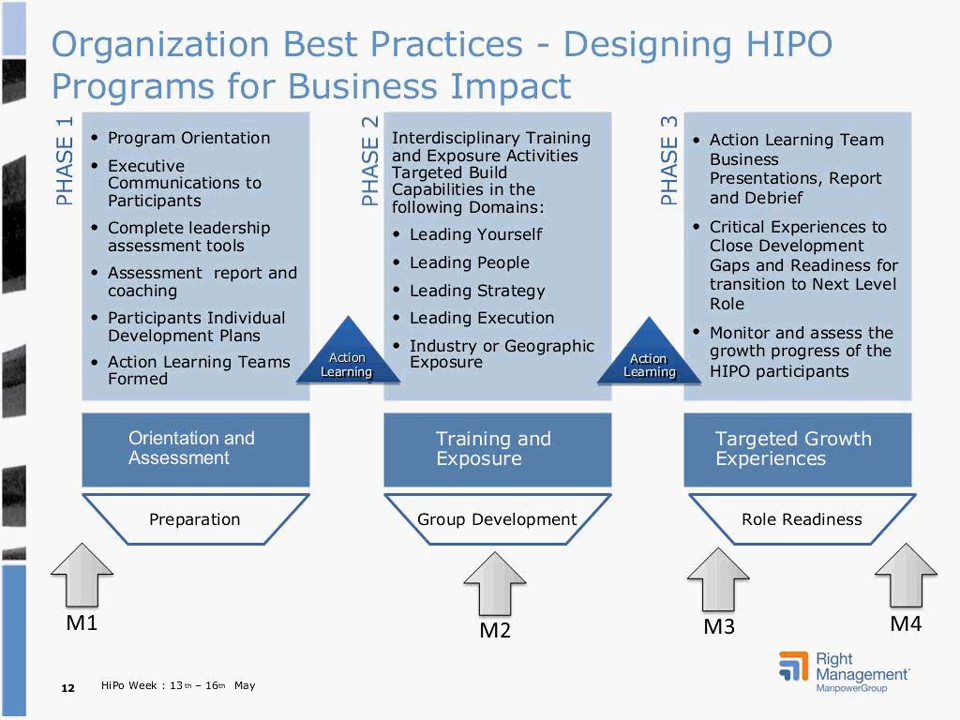 Organization Best Practices - Designing HIPO
Programs for Business Impact
PHASE 1
• Program Orientation
• Executive
Communications to
Participants
• Complete leadership
assessment tools
• Assessment report and
coaching
• Participants Individual
Development Plans
• Action Learning Teams
Formed
Action
Learning
PHASE 2
Interdisciplinary Training
and Exposure Activities
Targeted Build
Capabilities in the
following Domains:
• Leading Yourself
• Leading People
• Leading Strategy
• Leading Execution
• Industry or Geographic
Exposure
Action
Learning
PHASE 3
• Action Learning Team
Business
Presentations, Report
and Debrief
• Critical Experiences to
Close Development
Gaps and Readiness for
transition to Next Level
Role
• Monitor and assess the
growth progress of the
HIPO participants
Orientation and
Assessment
Training and
Exposure
Targeted Growth
Experiences
Preparation
Group Development
Role Readiness
M1
M2
M3
M4
12
HiPo Week : 13th – 16th May
Right
Management
ManpowerGroup